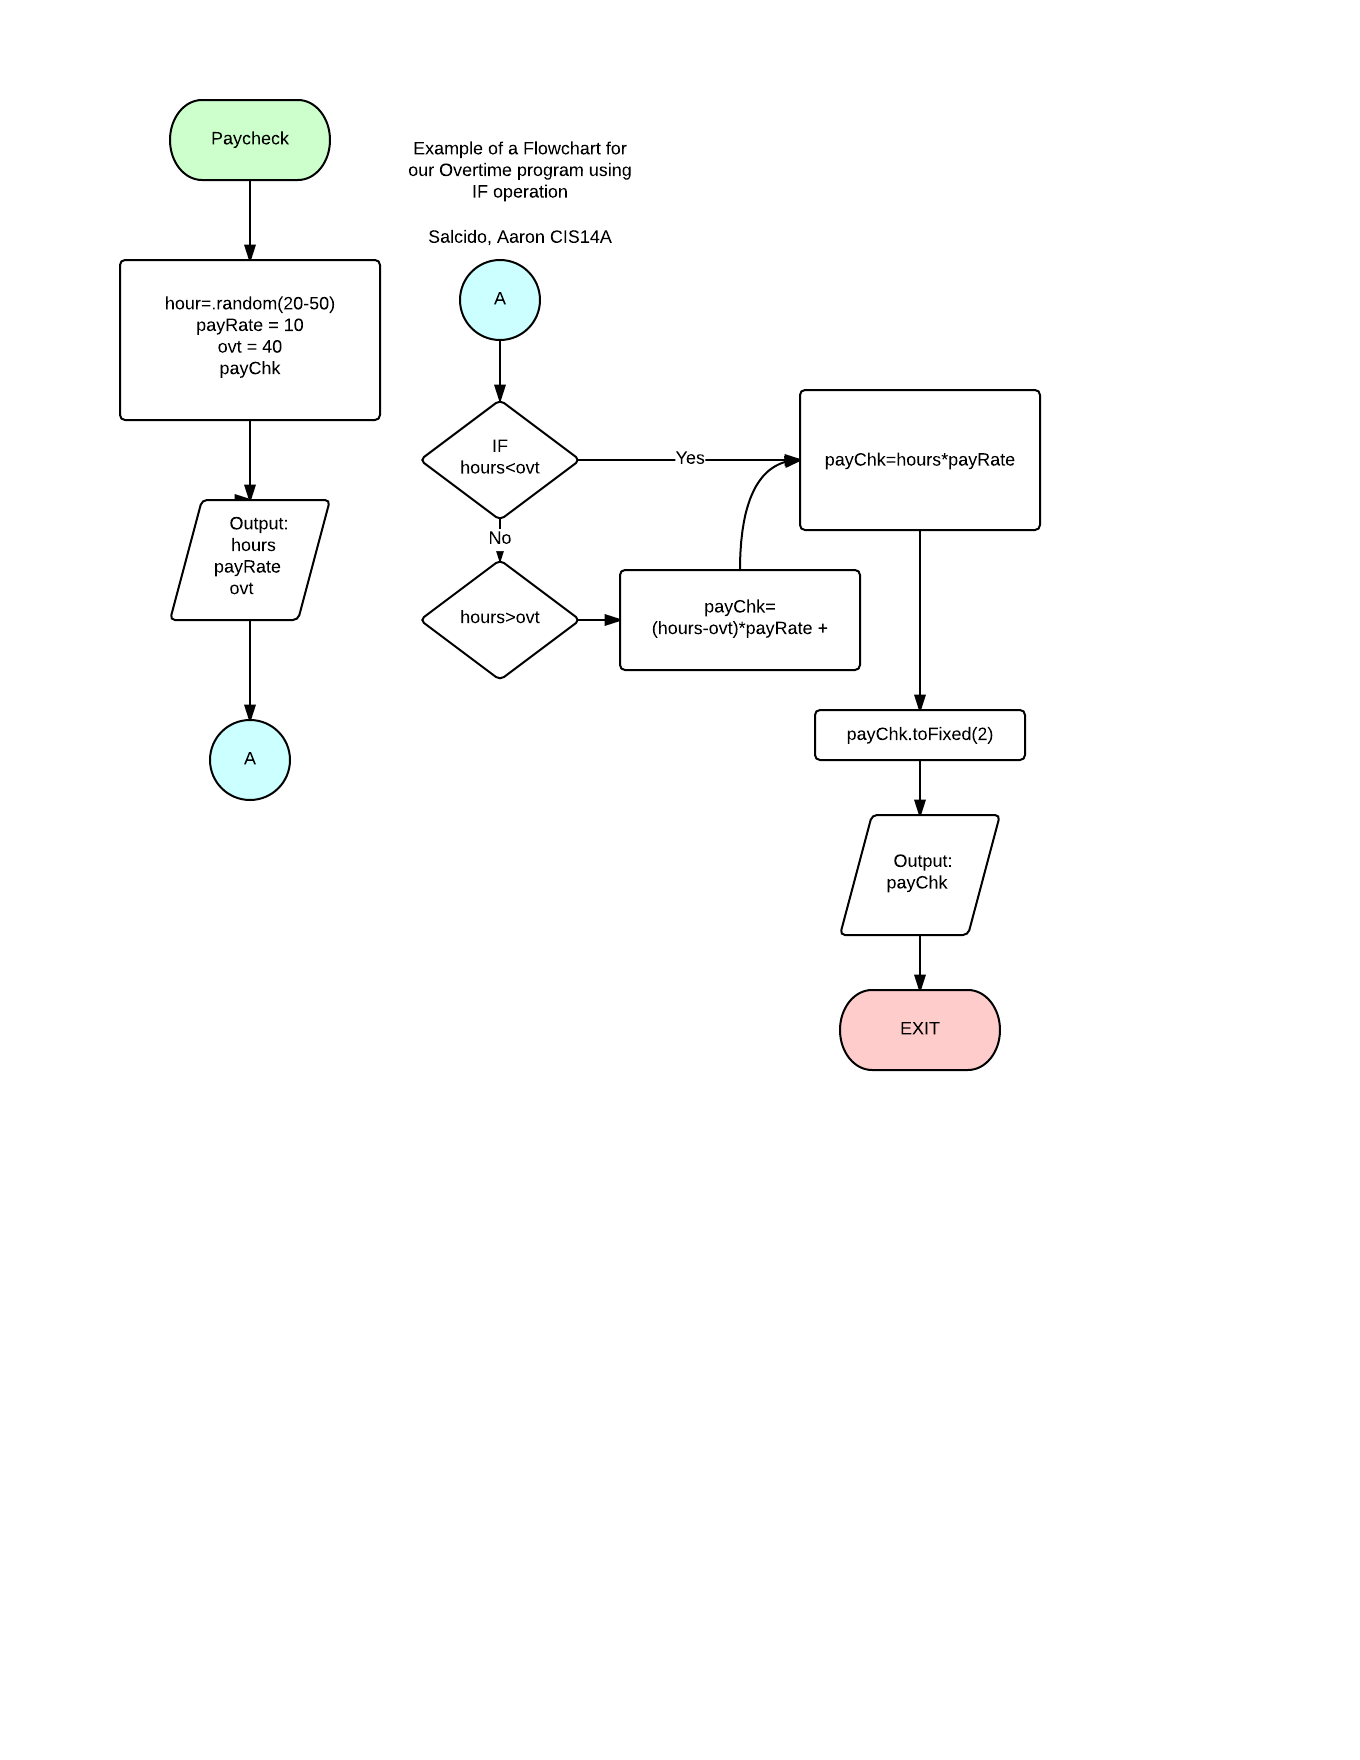 Paycheck
hour=.random(20-50)
payRate = 10
ovt = 40
payChk
Output:
hours
payRate
ovt
A
Example of a Flowchart for
our Overtime program using
IF operation
Salcido, Aaron CIS14A
A
IF
hours<ovt
Yes
No
hours>ovt
payChk=
(hours-ovt)*payRate +
payChk=hours*payRate
payChk.toFixed(2)
Output:
payChk
EXIT